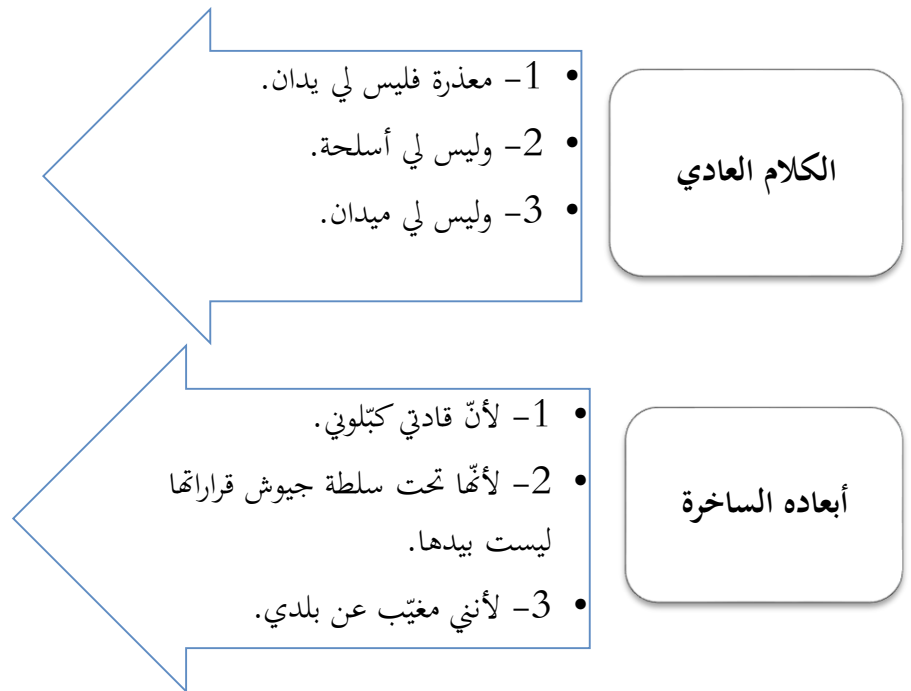 الكلام العادي
• 1- معذرة فليس لي يدان.
• 2- وليس لي أسلحة.
• 3- وليس لي ميدان.
أبعاده الساخرة
• 1- لأنّ قادتي كبّلوني.
• 2- لأنّها تحت سلطة جيوش قراراتها
ليست بيدها.
• 3- لأنني مغيّب عن بلدي.